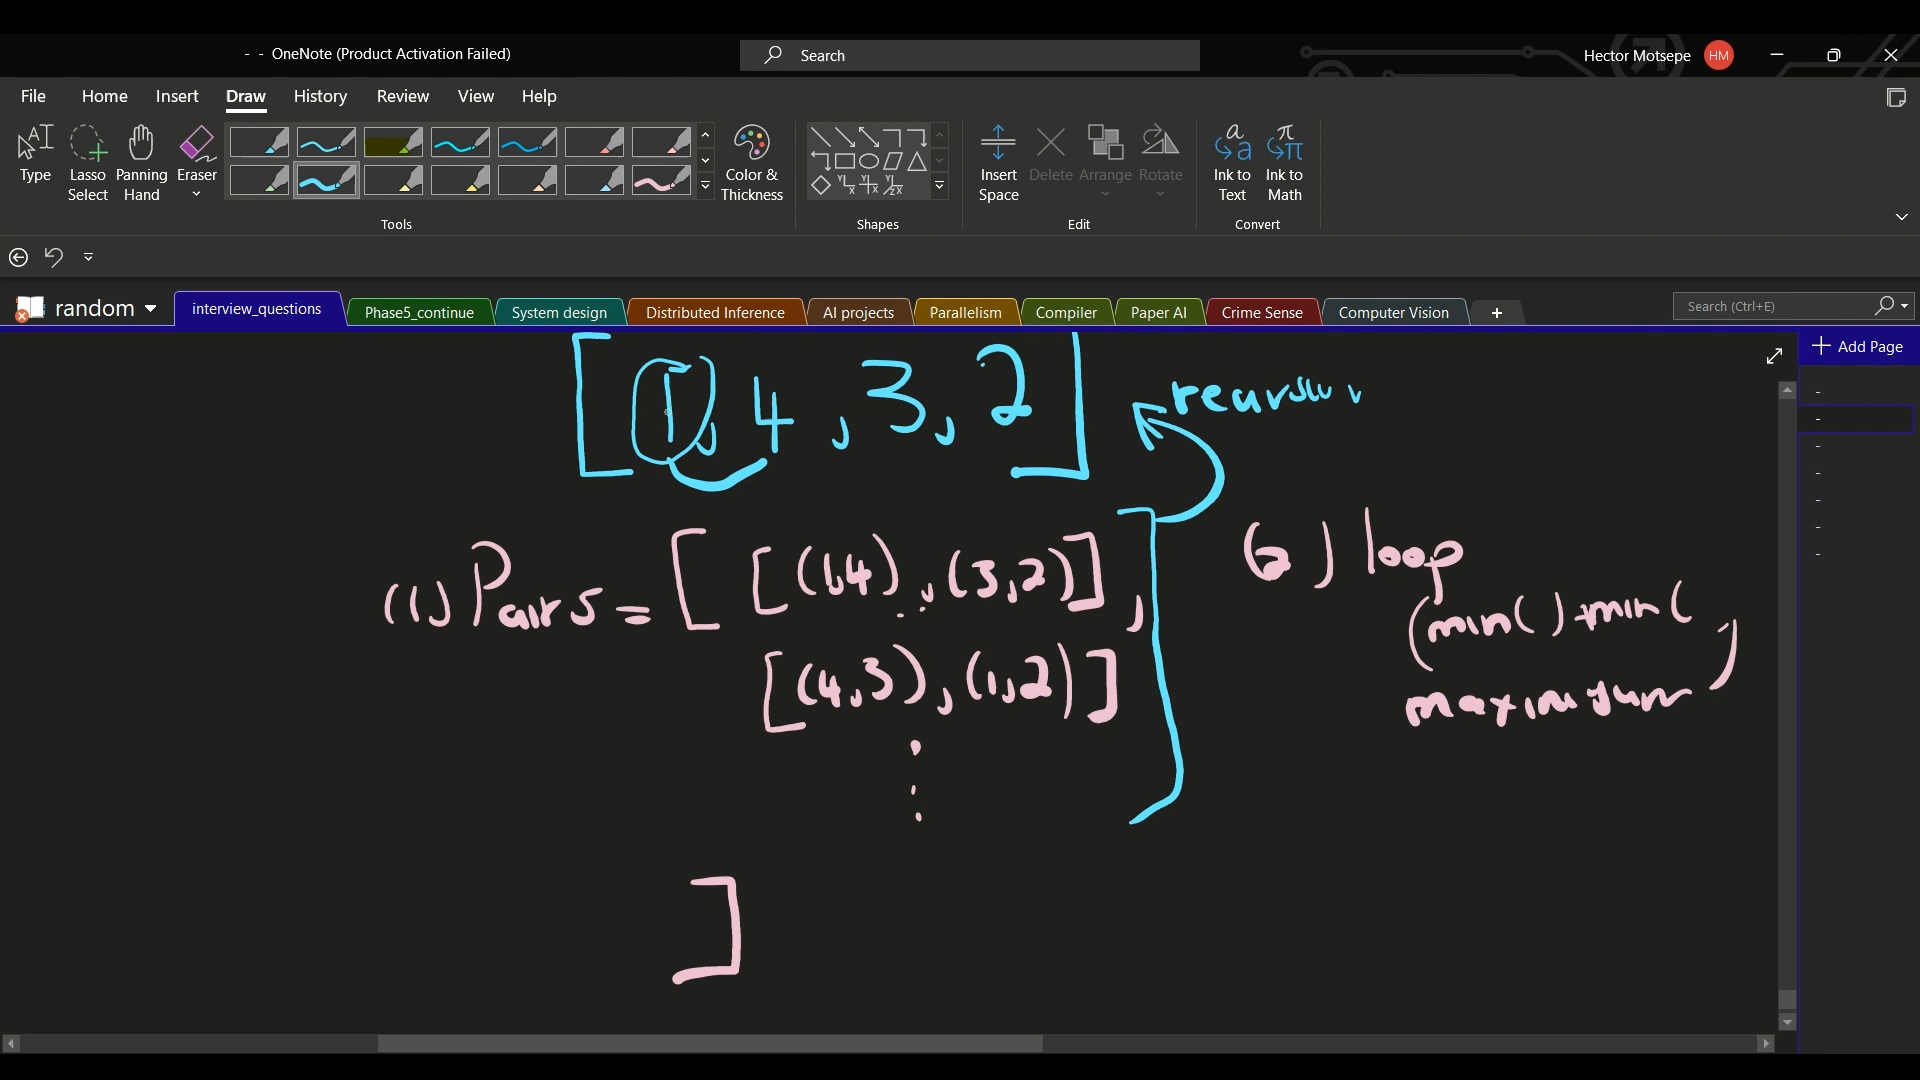 - - OneNote (Product Activation Failed)
Search
Hector Motsepe HM
File Home Insert Draw History Review View Help
Type
Lasso Select
Panning Hand
Eraser
Color & Thickness
Insert Space
Delete
Arrange
Rotate
Ink to Text
Ink to Math
Tools Shapes Edit Convert
random interview_questions Phase5_continue System design Distributed Inference AI projects Parallelism Compiler Paper AI Crime Sense Computer Vision + Search (Ctrl+E)
Add Page
[1, 4, 3, 2]
(1) Pairs = [ [(1,4), (3,2)],
[(4,3), (1,2)]
]
(2) loop
(min() + min(
)